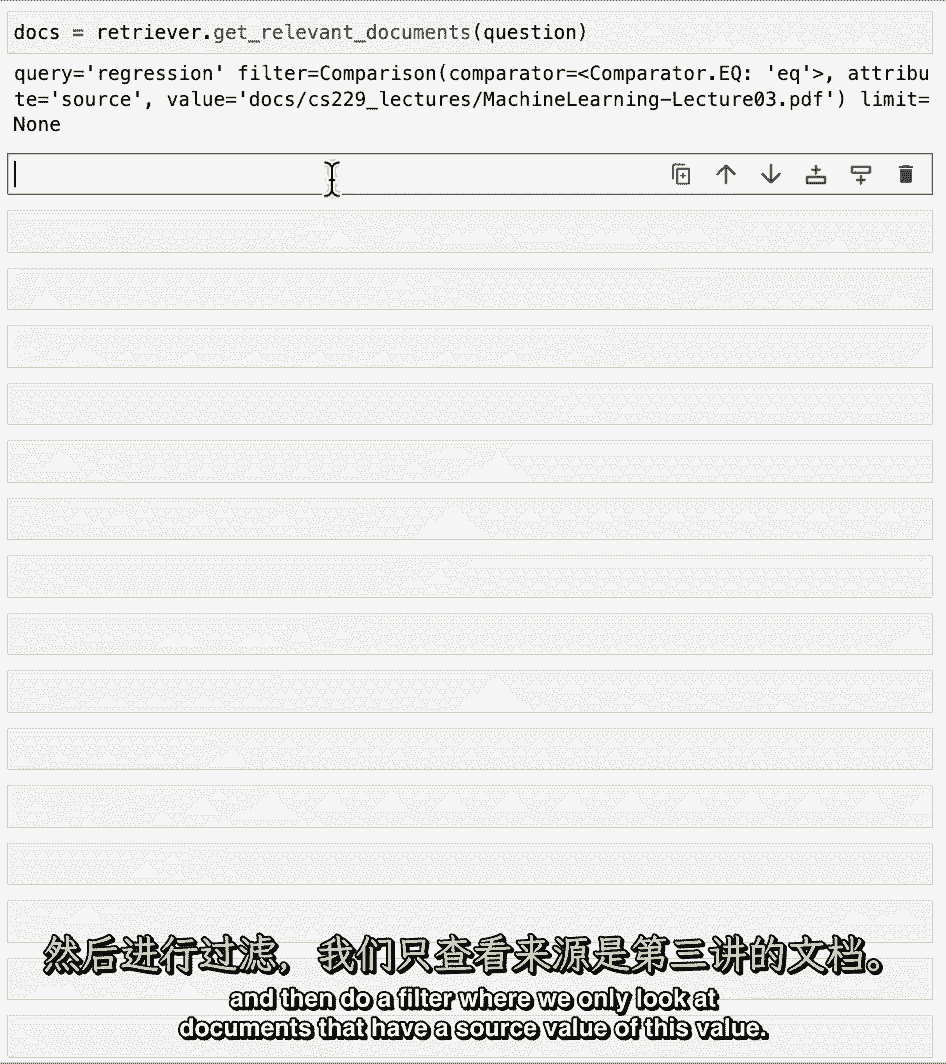 docs = retriever.get_relevant_documents(question)
query='regression' filter=Comparison(comparator=<Comparator.EQ: 'eq'>, attribu
te='source', value='docs/cs229_lectures/MachineLearning-Lecture03.pdf') limit=
None
然后进行过滤，我们只查看来源是第三讲的文档。
and then do a filter where we only look at
documents that have a source value of this value.